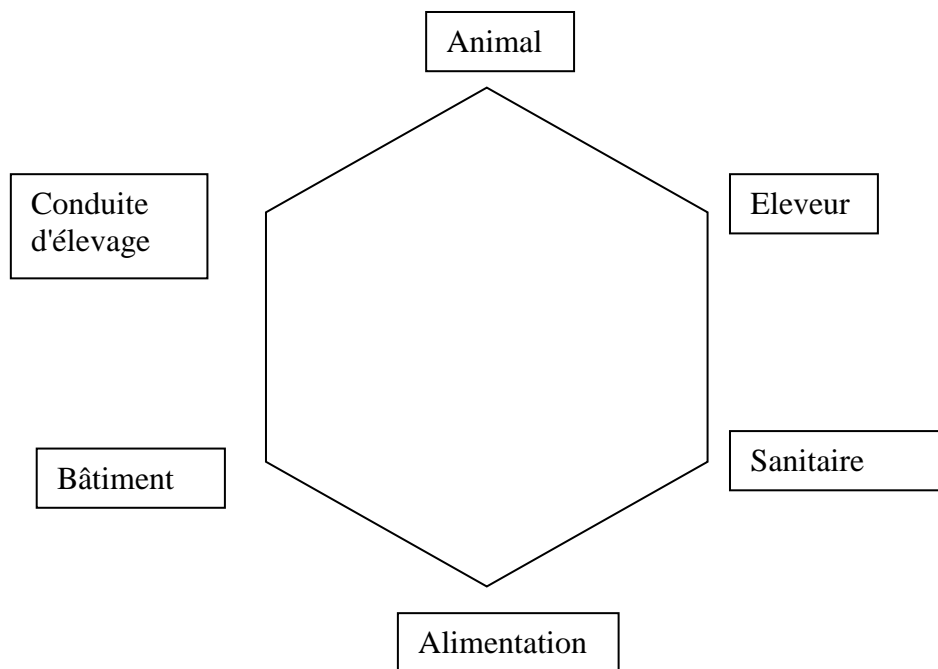 Animal
Conduite
d'élevage
Eleveur
Bâtiment
Sanitaire
Alimentation